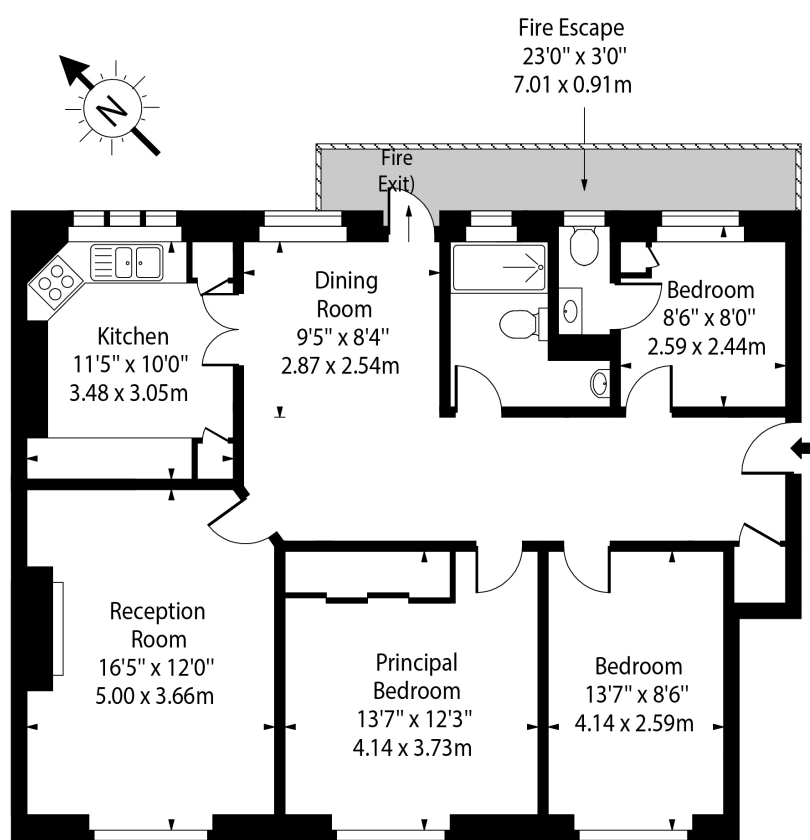 Fire Escape
23'0" x 3'0"
7.01 x 0.91m
N
Fire
Exit)
Dining
Room
9'5" x 8'4"
2.87 x 2.54m
Kitchen
11'5" x 10'0"
3.48 x 3.05m
Bedroom
8'6" x 8'0"
2.59 x 2.44m
Reception
Room
16'5" x 12'0"
5.00 x 3.66m
Principal
Bedroom
13'7" x 12'3"
4.14 x 3.73m
Bedroom
13'7" x 8'6"
4.14 x 2.59m